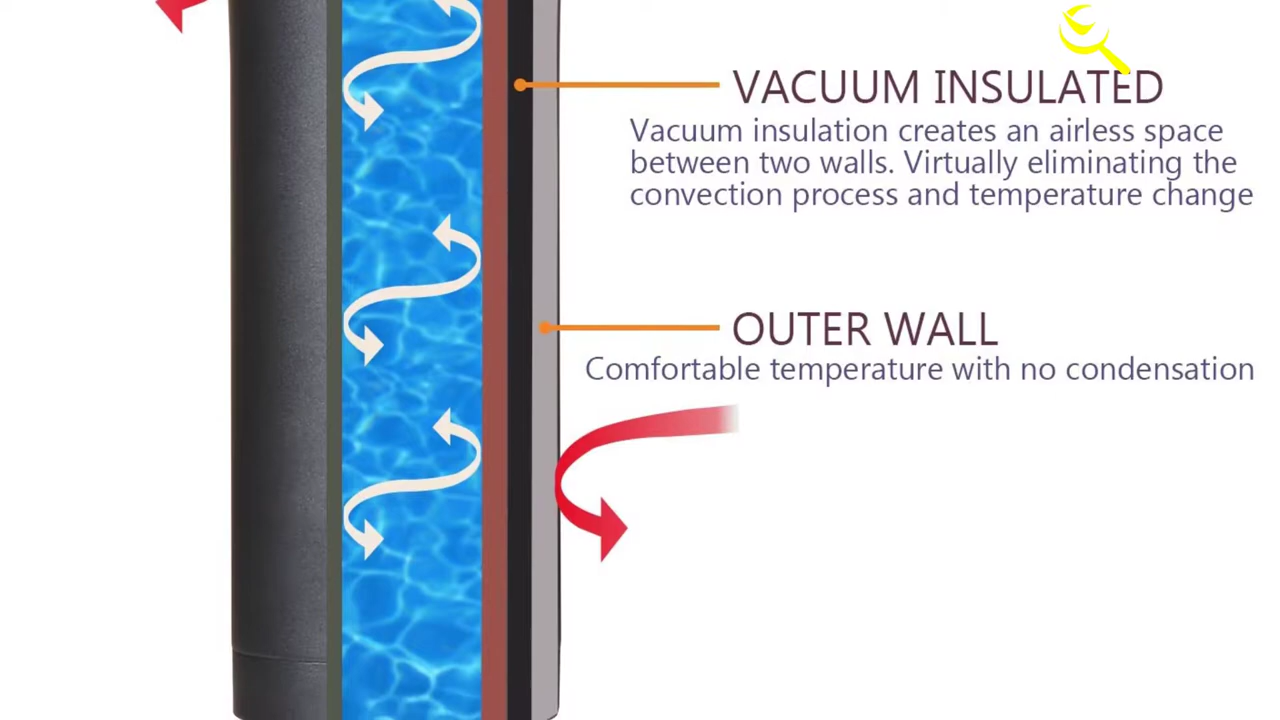 VACUUM INSULATED
Vacuum insulation creates an airless space
between two walls. Virtually eliminating the
convection process and temperature change
OUTER WALL
Comfortable temperature with no condensation